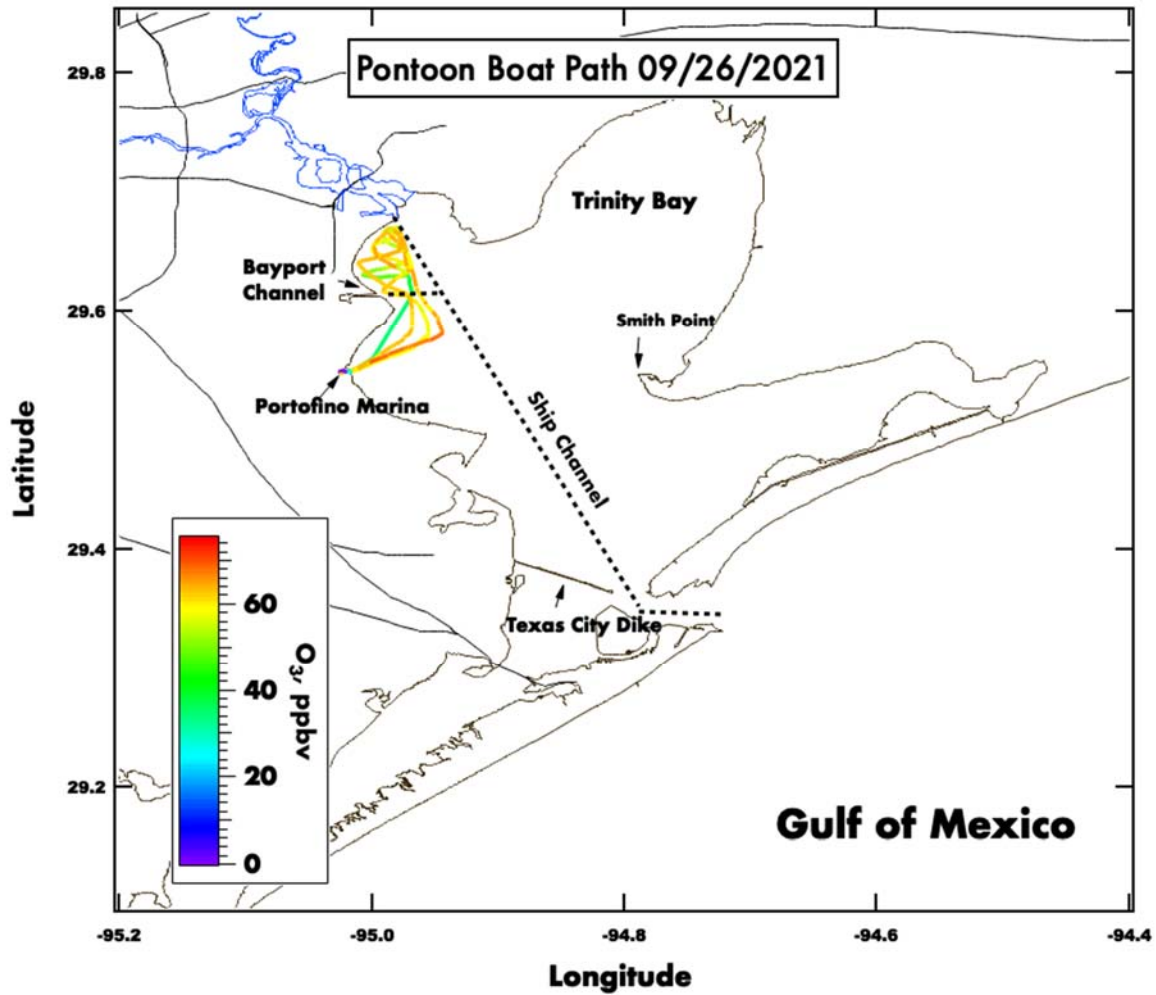 Pontoon Boat Path 09/26/2021
29.8
Trinity Bay
Bayport
Channel
29.6
Smith Point
Portofino Marina
Ship Channel
Latitude
29.4
Texas City Dike
60
40
20
0
O3, ppbv
29.2
Gulf of Mexico
-95.2
-95.0
-94.8
-94.6
-94.4
Longitude